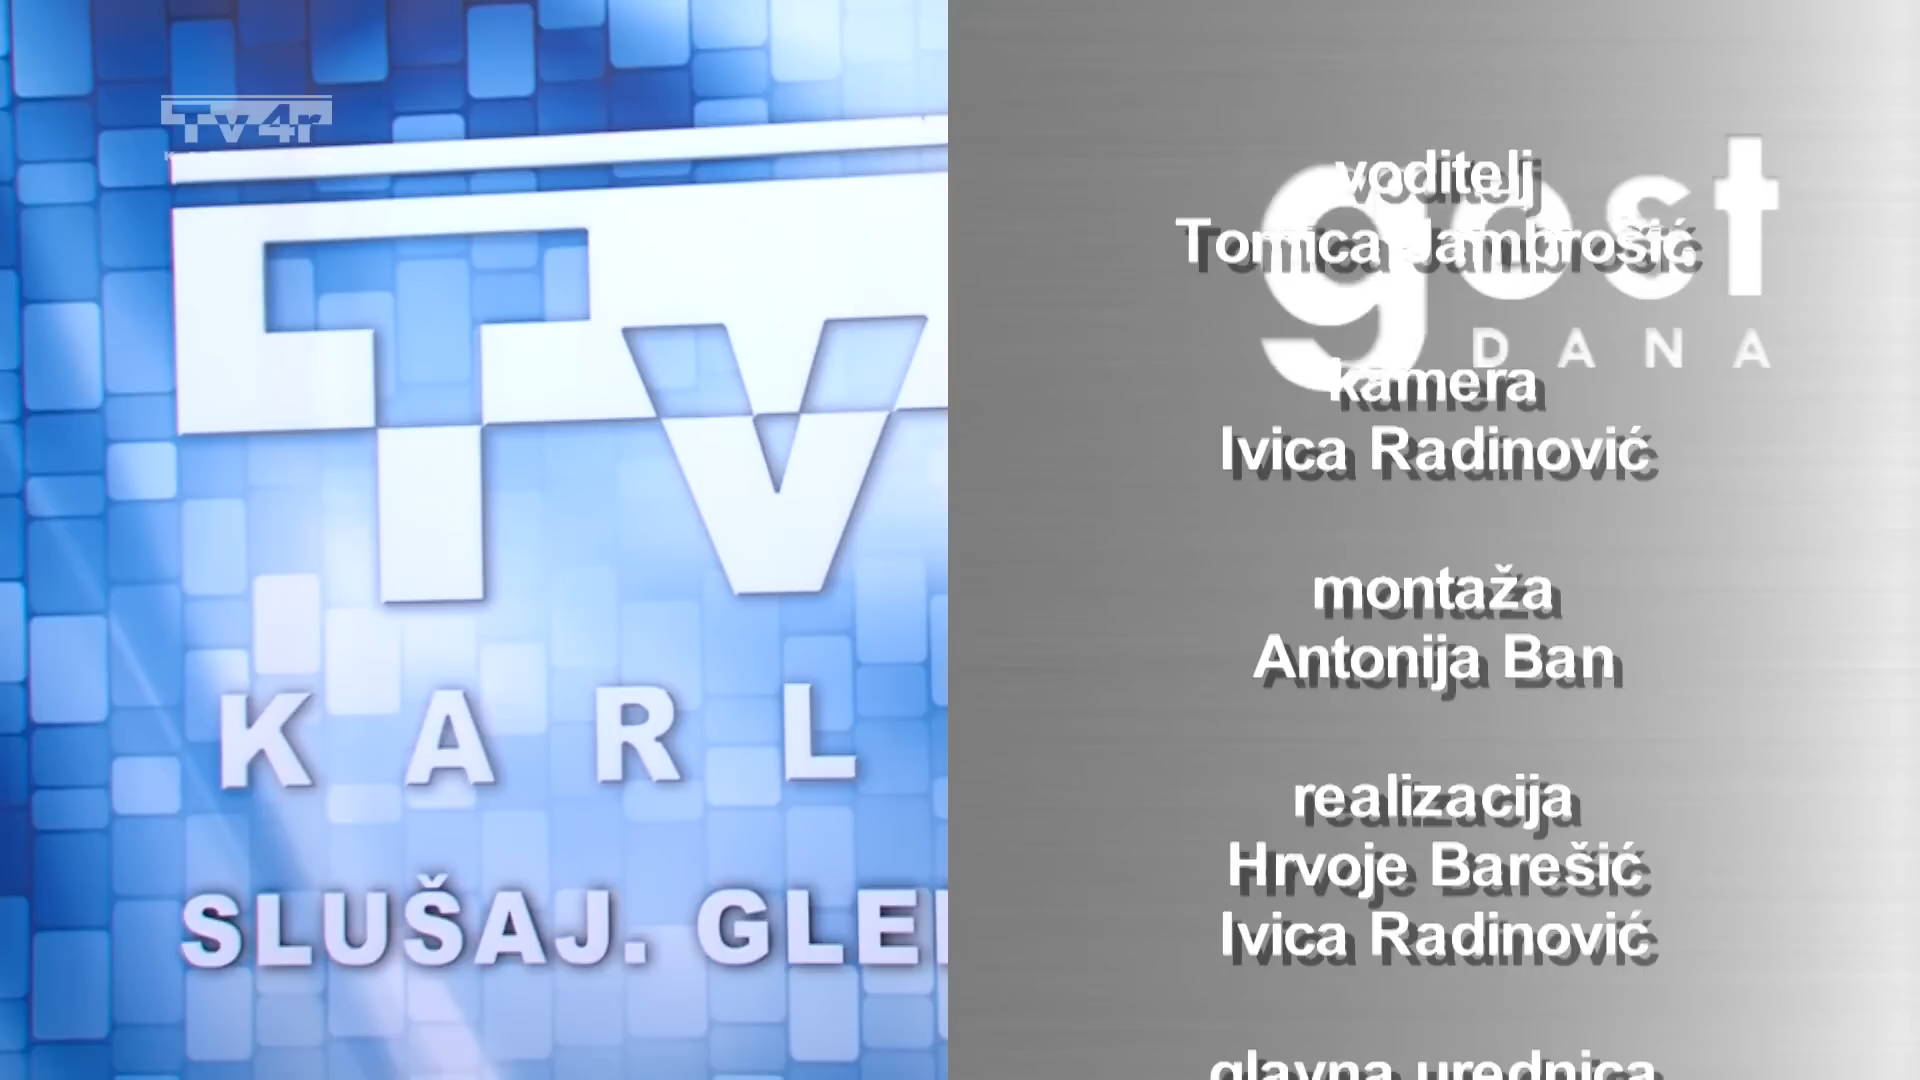 Tv4r
Tv
KARL
SLUŠAJ. GLE
gost
DANA
voditelj
Tomica Jambrošić
kamera
Ivica Radinović
montaža
Antonija Ban
realizacija
Hrvoje Barešić
Ivica Radinović
glavna urednica